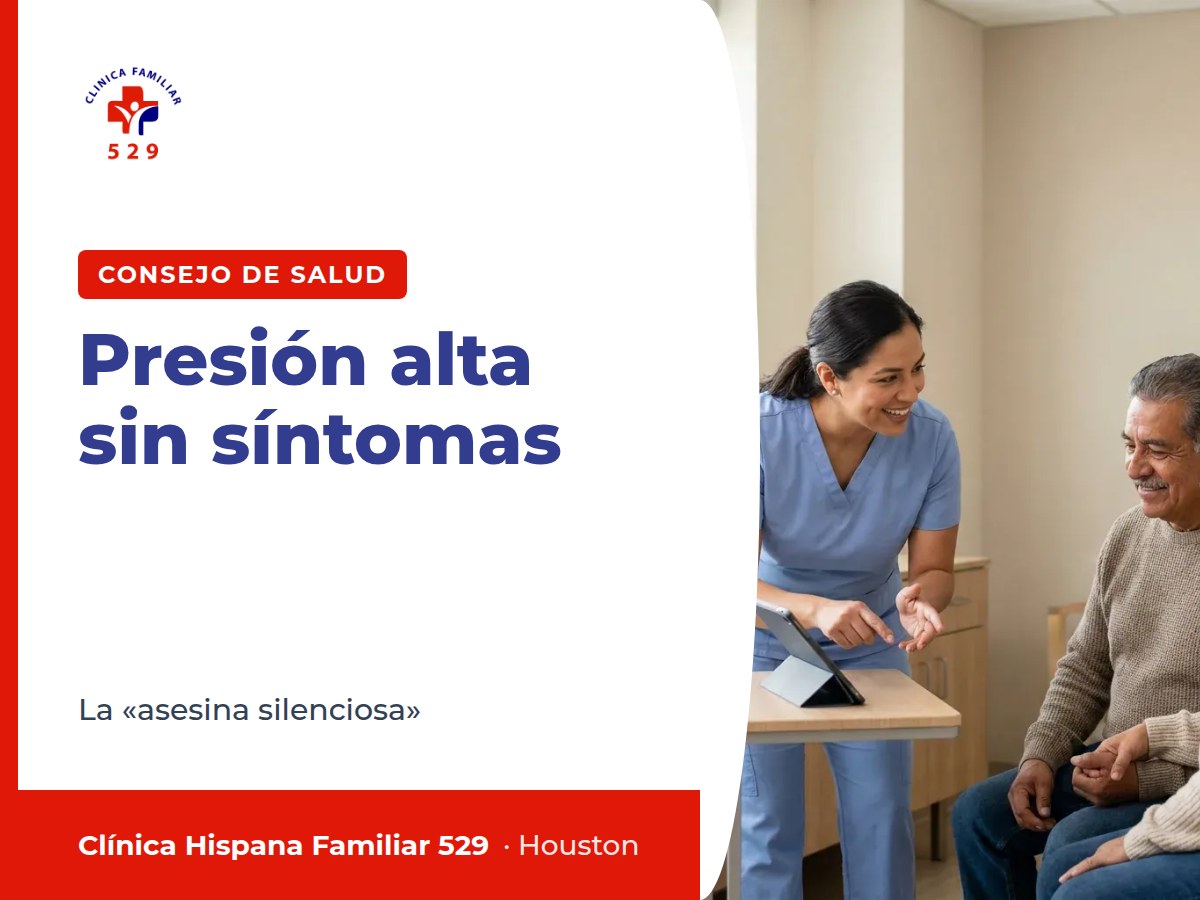 CLINICA FAMILIAR
529
CONSEJO DE SALUD
Presión alta
sin síntomas
La «asesina silenciosa»
Clínica Hispana Familiar 529 · Houston